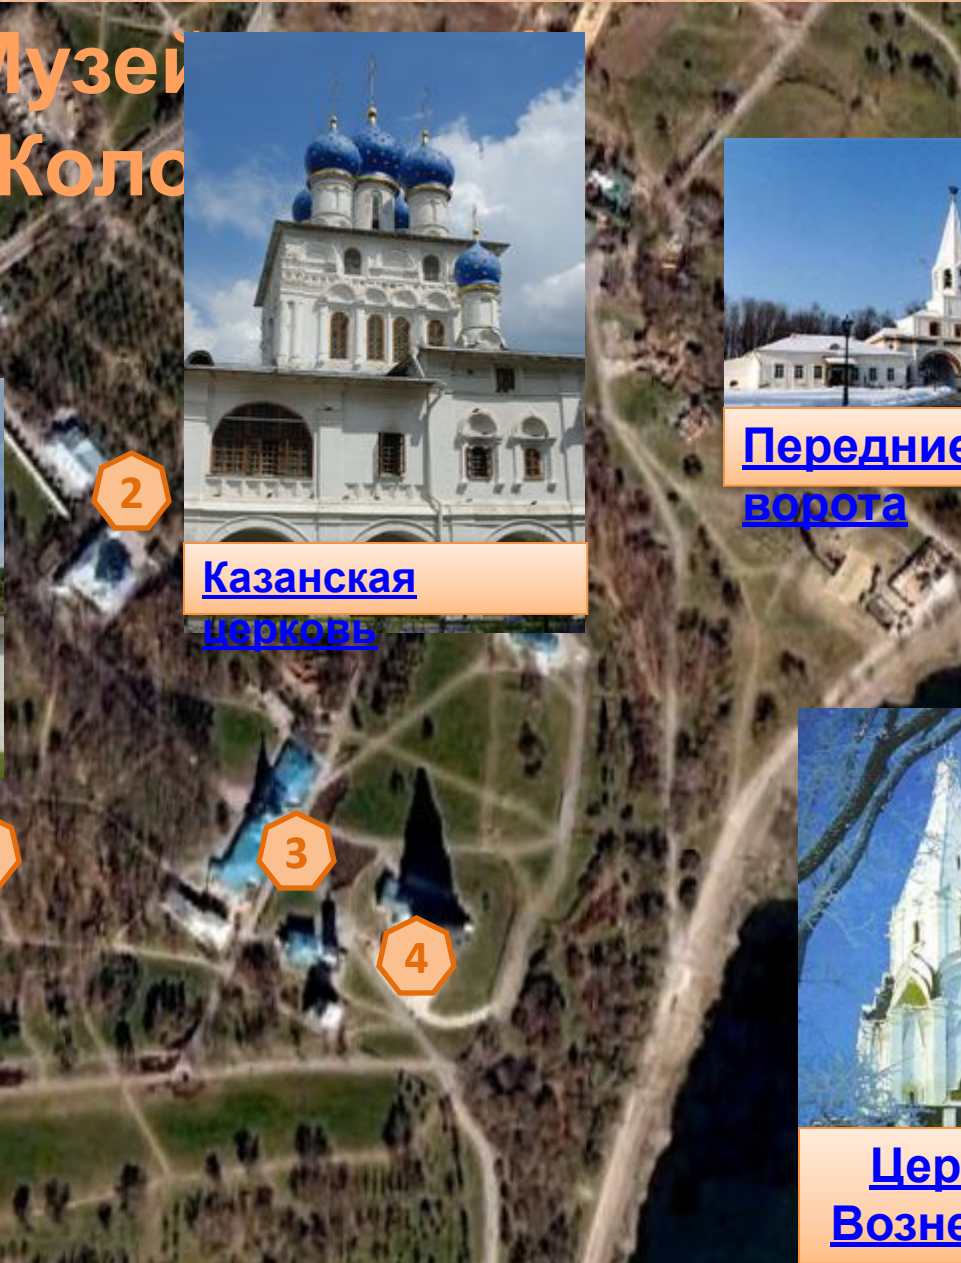 Музей
Коло
Передние
ворота
2
Казанская
церковь
3
4
Цер
Возне